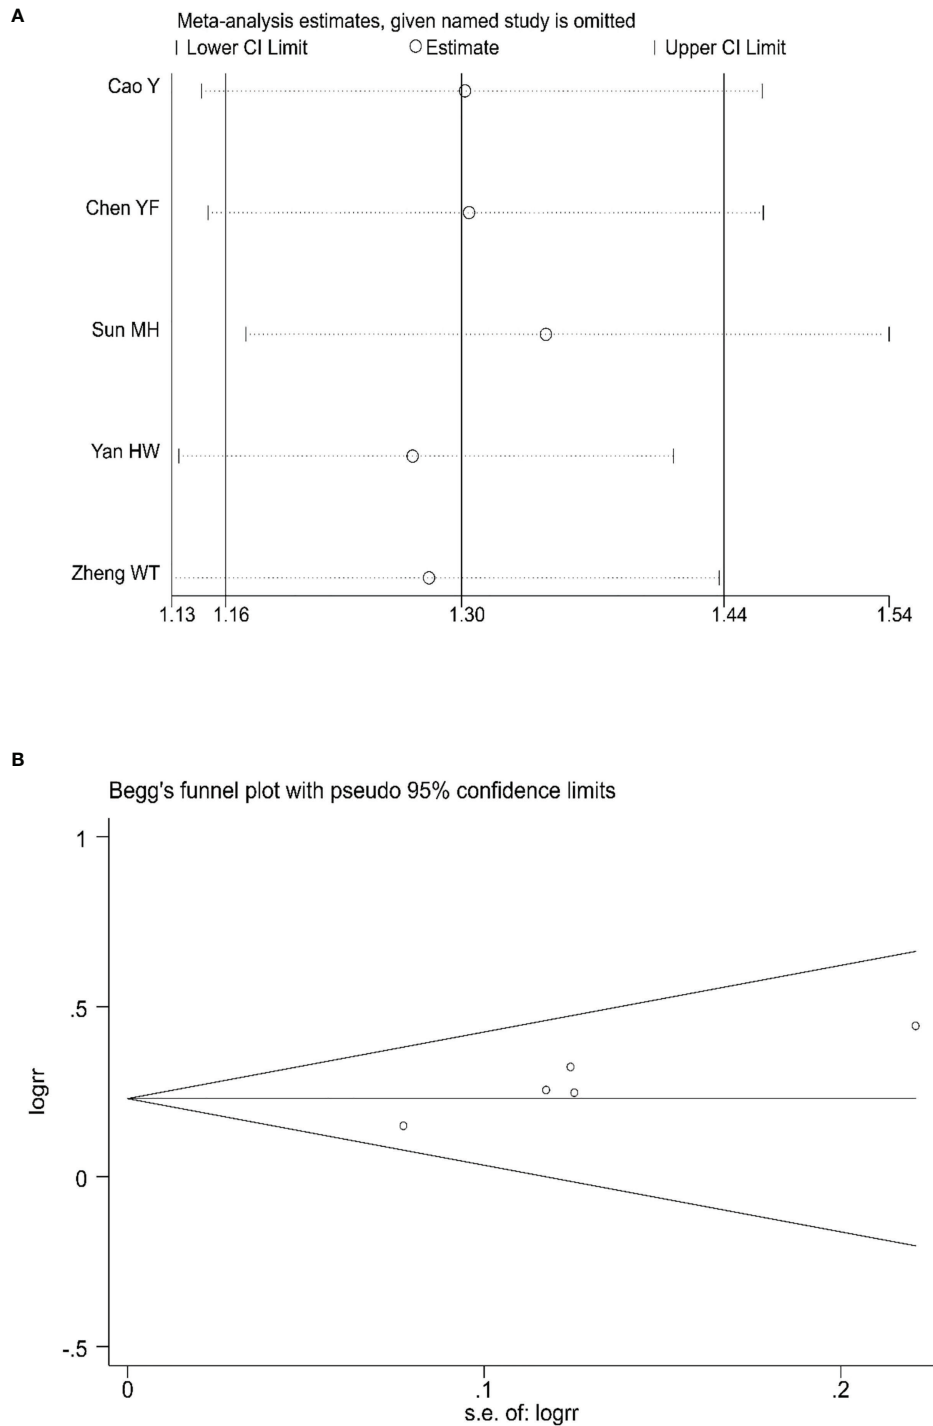 A
Meta-analysis estimates, given named study is omitted
Lower CI Limit Estimate Upper CI Limit
Cao Y
Chen YF
Sun MH
Yan HW
Zheng WT
1.13 1.16 1.30 1.44 1.54
B
Begg's funnel plot with pseudo 95% confidence limits
1
.5
logrr
0
-.5
0 .1 .2
s.e. of: logrr